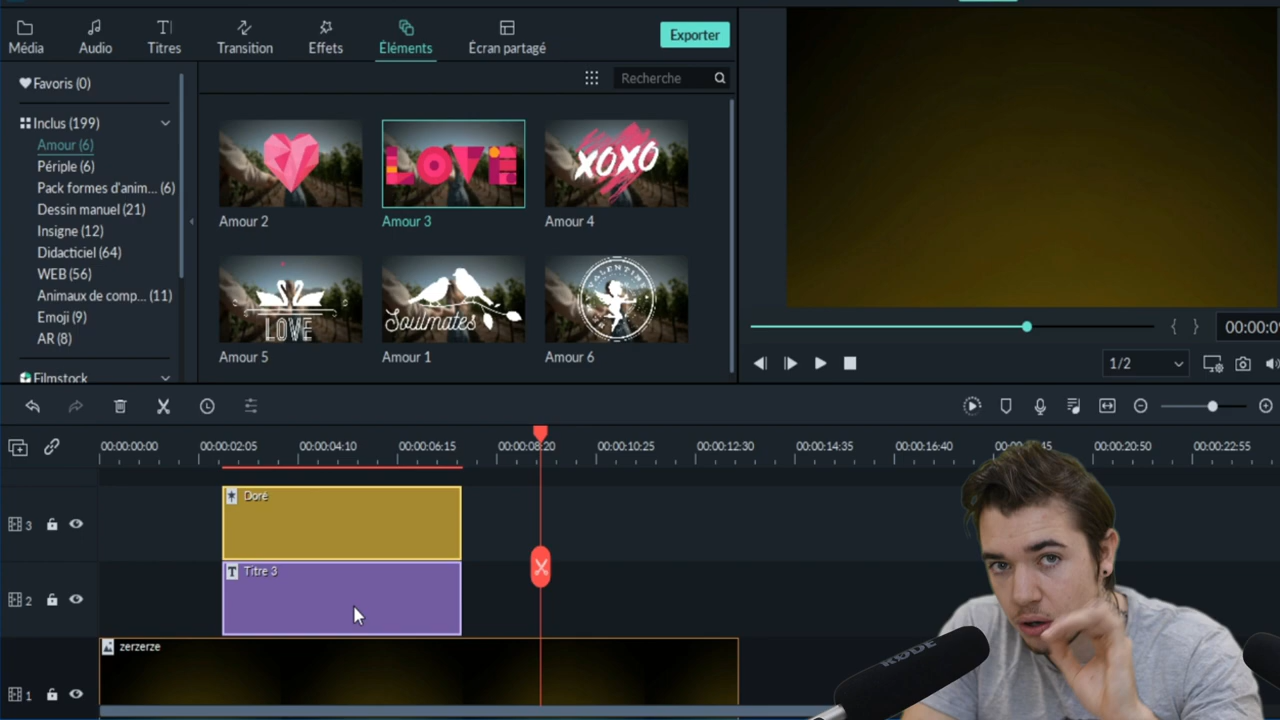 Média
Audio
Titres
Transition
Effets
Éléments
Écran partagé
Exporter
Favoris (0)
Recherche
Inclus (199)
Amour (6)
Périple (6)
Pack formes d'anim... (6)
Dessin manuel (21)
Insigne (12)
Didacticiel (64)
WEB (56)
Animaux de comp... (11)
Emoji (9)
AR (8)
Filmstock
LOVE
XOXO
Amour 2
Amour 3
Amour 4
LOVE
Soulmates
VALENTINE
Amour 5
Amour 1
Amour 6
1/2
00:00:0
00:00:00:00
00:00:02:05
00:00:04:10
00:00:06:15
00:00:08:20
00:00:10:25
00:00:12:30
00:00:14:35
00:00:16:40
:45
00:00:20:50
00:00:22:55
3
Doré
2
T Titre 3
1
zerzerze
RØDE